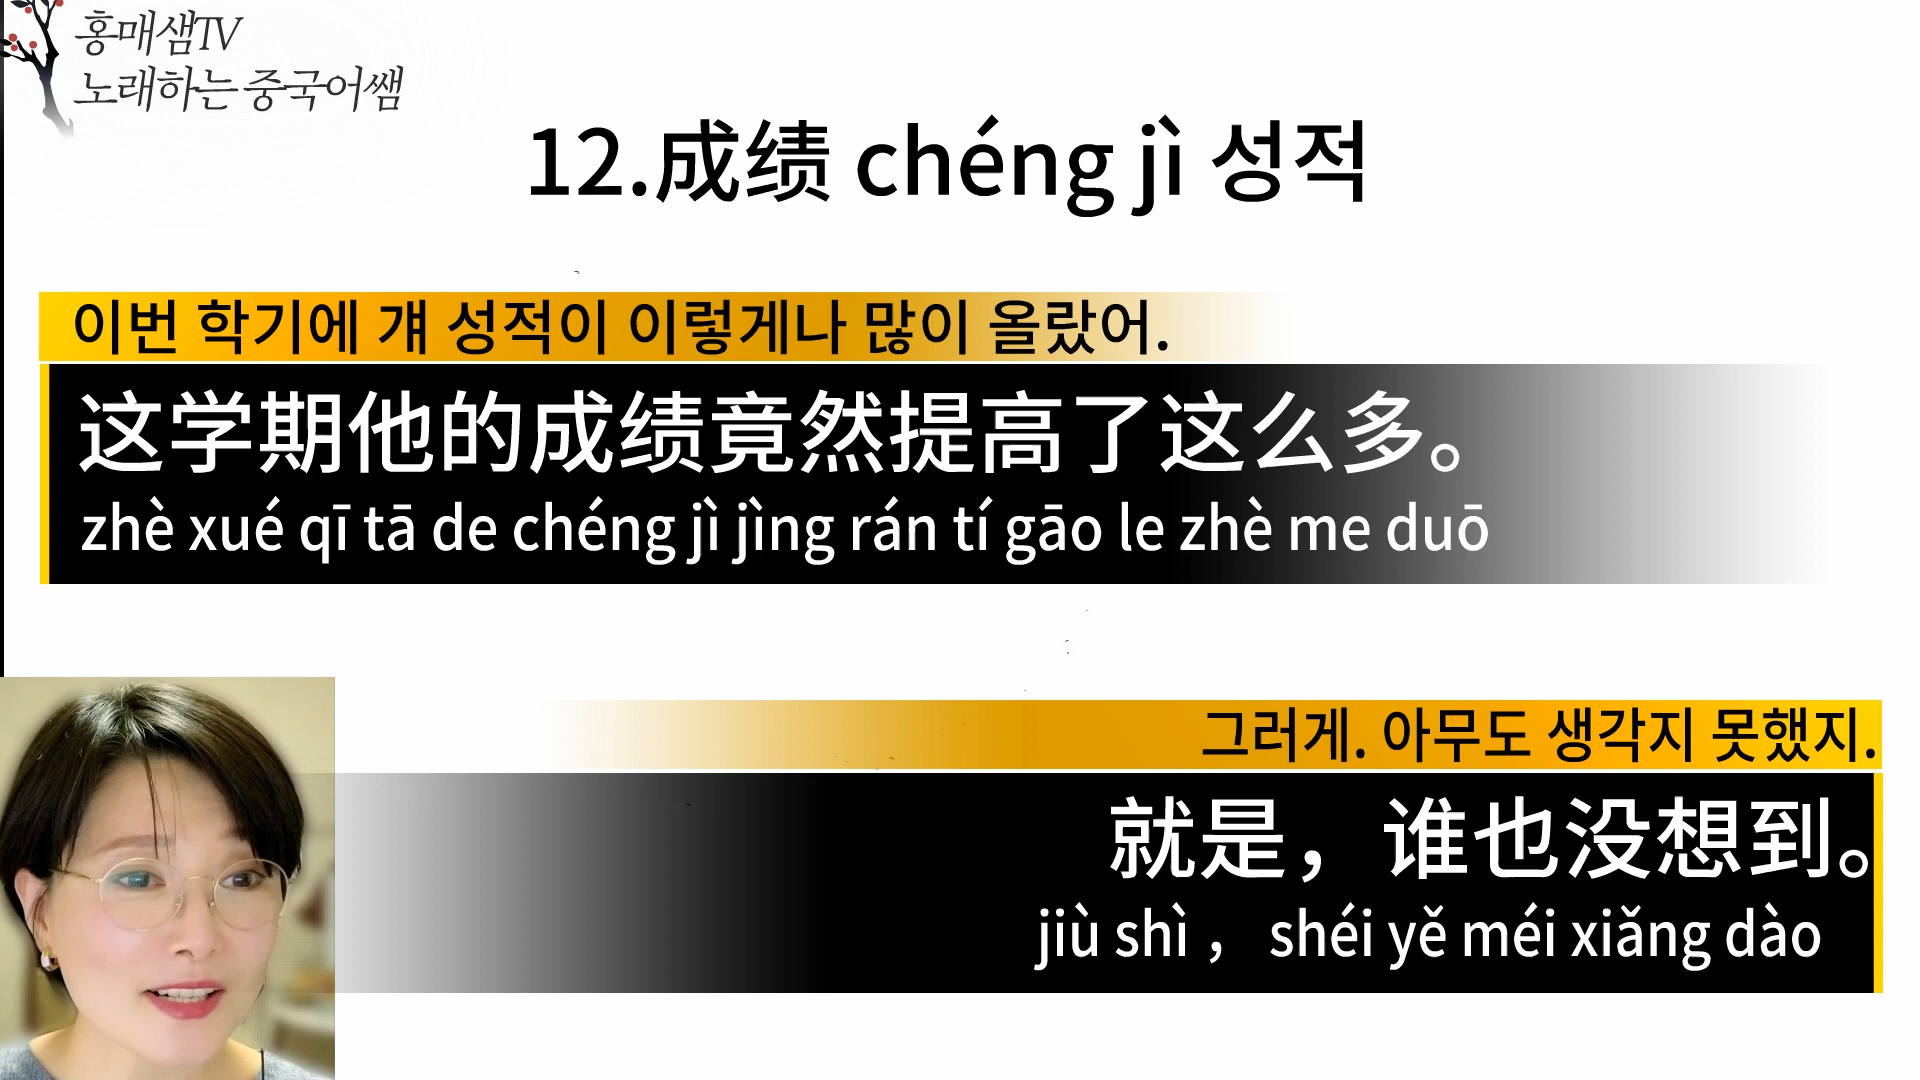 홍매샘TV
노래하는 중국어쌤
12.成绩 chéng jì 성적
이번 학기에 걔 성적이 이렇게나 많이 올랐어.
这学期他的成绩竟然提高了这么多。
zhè xué qī tā de chéng jì jìng rán tí gāo le zhè me duō
그러게. 아무도 생각지 못했지.
就是，谁也没想到。
jiù shì ， shéi yě méi xiǎng dào